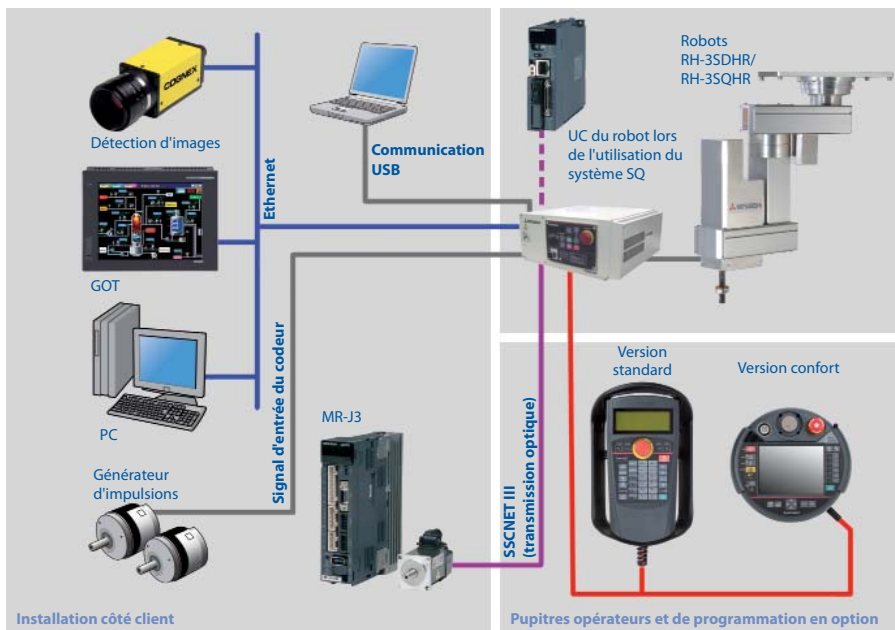 COGNEX
Détection d'images
GOT
PC
Générateur
d'impulsions
Ethernet
Signal d'entrée du codeur
Communication
USB
MR-J3
SSCNET III
(transmission optique)
UC du robot lors
de l'utilisation du
système SQ
Robots
RH-3SDHR/
RH-3SQHR
MITSUBISHI
Version
standard
Version confort
Installation côté client
Pupitres opérateurs et de programmation en option